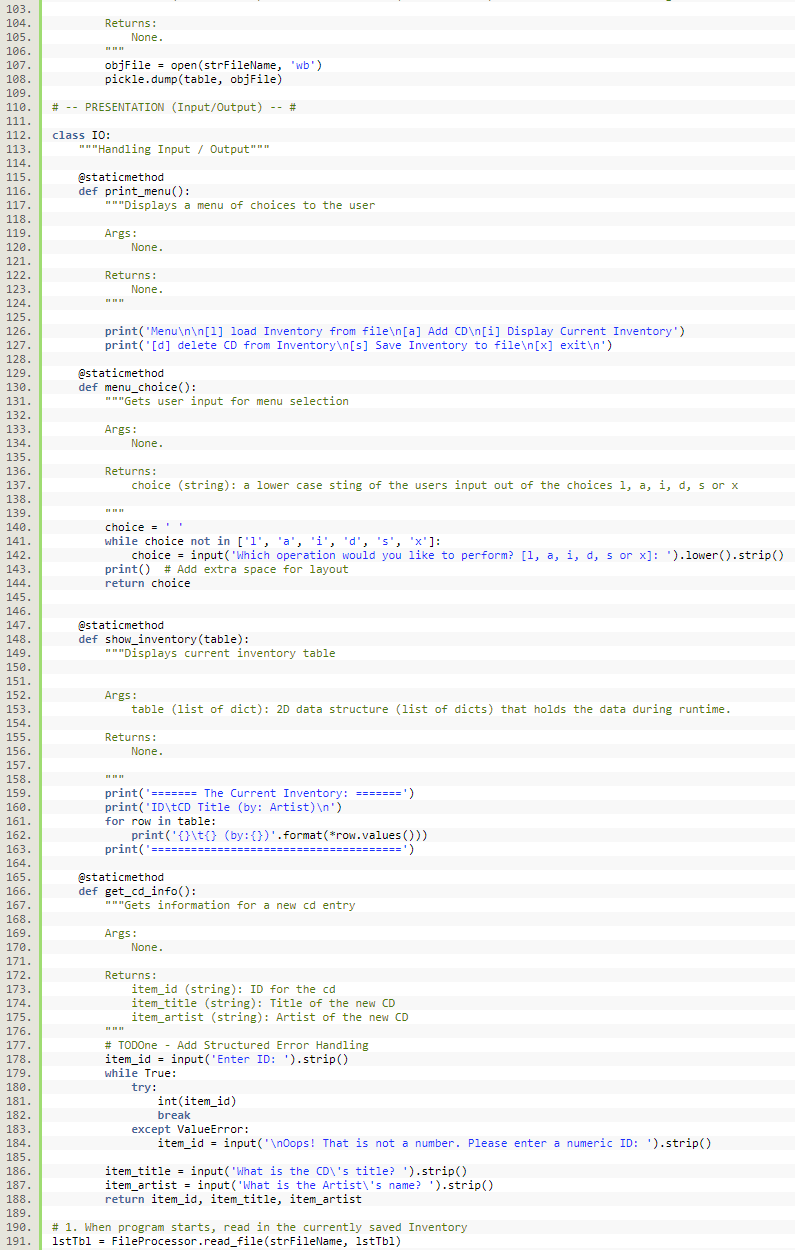 103.
104. Returns:
105. None.
106. """
107. objFile = open(strFileName, 'wb')
108. pickle.dump(table, objFile)
109.
110. # -- PRESENTATION (Input/Output) -- #
111.
112. class IO:
113. """Handling Input / Output"""
114.
115. @staticmethod
116. def print_menu():
117. """Displays a menu of choices to the user
118.
119. Args:
120. None.
121.
122. Returns:
123. None.
124. """
125.
126. print('Menu\n\n[l] load Inventory from file\n[a] Add CD\n[i] Display Current Inventory')
127. print('[d] delete CD from Inventory\n[s] Save Inventory to file\n[x] exit\n')
128.
129. @staticmethod
130. def menu_choice():
131. """Gets user input for menu selection
132.
133. Args:
134. None.
135.
136. Returns:
137. choice (string): a lower case sting of the users input out of the choices l, a, i, d, s or x
138.
139. """
140. choice = ' '
141. while choice not in ['l', 'a', 'i', 'd', 's', 'x']:
142. choice = input('Which operation would you like to perform? [l, a, i, d, s or x]: ').lower().strip()
143. print()  # Add extra space for layout
144. return choice
145.
146.
147. @staticmethod
148. def show_inventory(table):
149. """Displays current inventory table
150.
151.
152. Args:
153. table (list of dict): 2D data structure (list of dicts) that holds the data during runtime.
154.
155. Returns:
156. None.
157.
158. """
159. print('======= The Current Inventory: =======')
160. print('ID\tCD Title (by: Artist)\n')
161. for row in table:
162. print('{}\t{} (by:{})'.format(*row.values()))
163. print('======================================')
164.
165. @staticmethod
166. def get_cd_info():
167. """Gets information for a new cd entry
168.
169. Args:
170. None.
171.
172. Returns:
173. item_id (string): ID for the cd
174. item_title (string): Title of the new CD
175. item_artist (string): Artist of the new CD
176. """
177. # TODOne - Add Structured Error Handling
178. item_id = input('Enter ID: ').strip()
179. while True:
180. try:
181. int(item_id)
182. break
183. except ValueError:
184. item_id = input('\nOops! That is not a number. Please enter a numeric ID: ').strip()
185.
186. item_title = input('What is the CD\'s title? ').strip()
187. item_artist = input('What is the Artist\'s name? ').strip()
188. return item_id, item_title, item_artist
189.
190. # 1. When program starts, read in the currently saved Inventory
191. lstTbl = FileProcessor.read_file(strFileName, lstTbl)